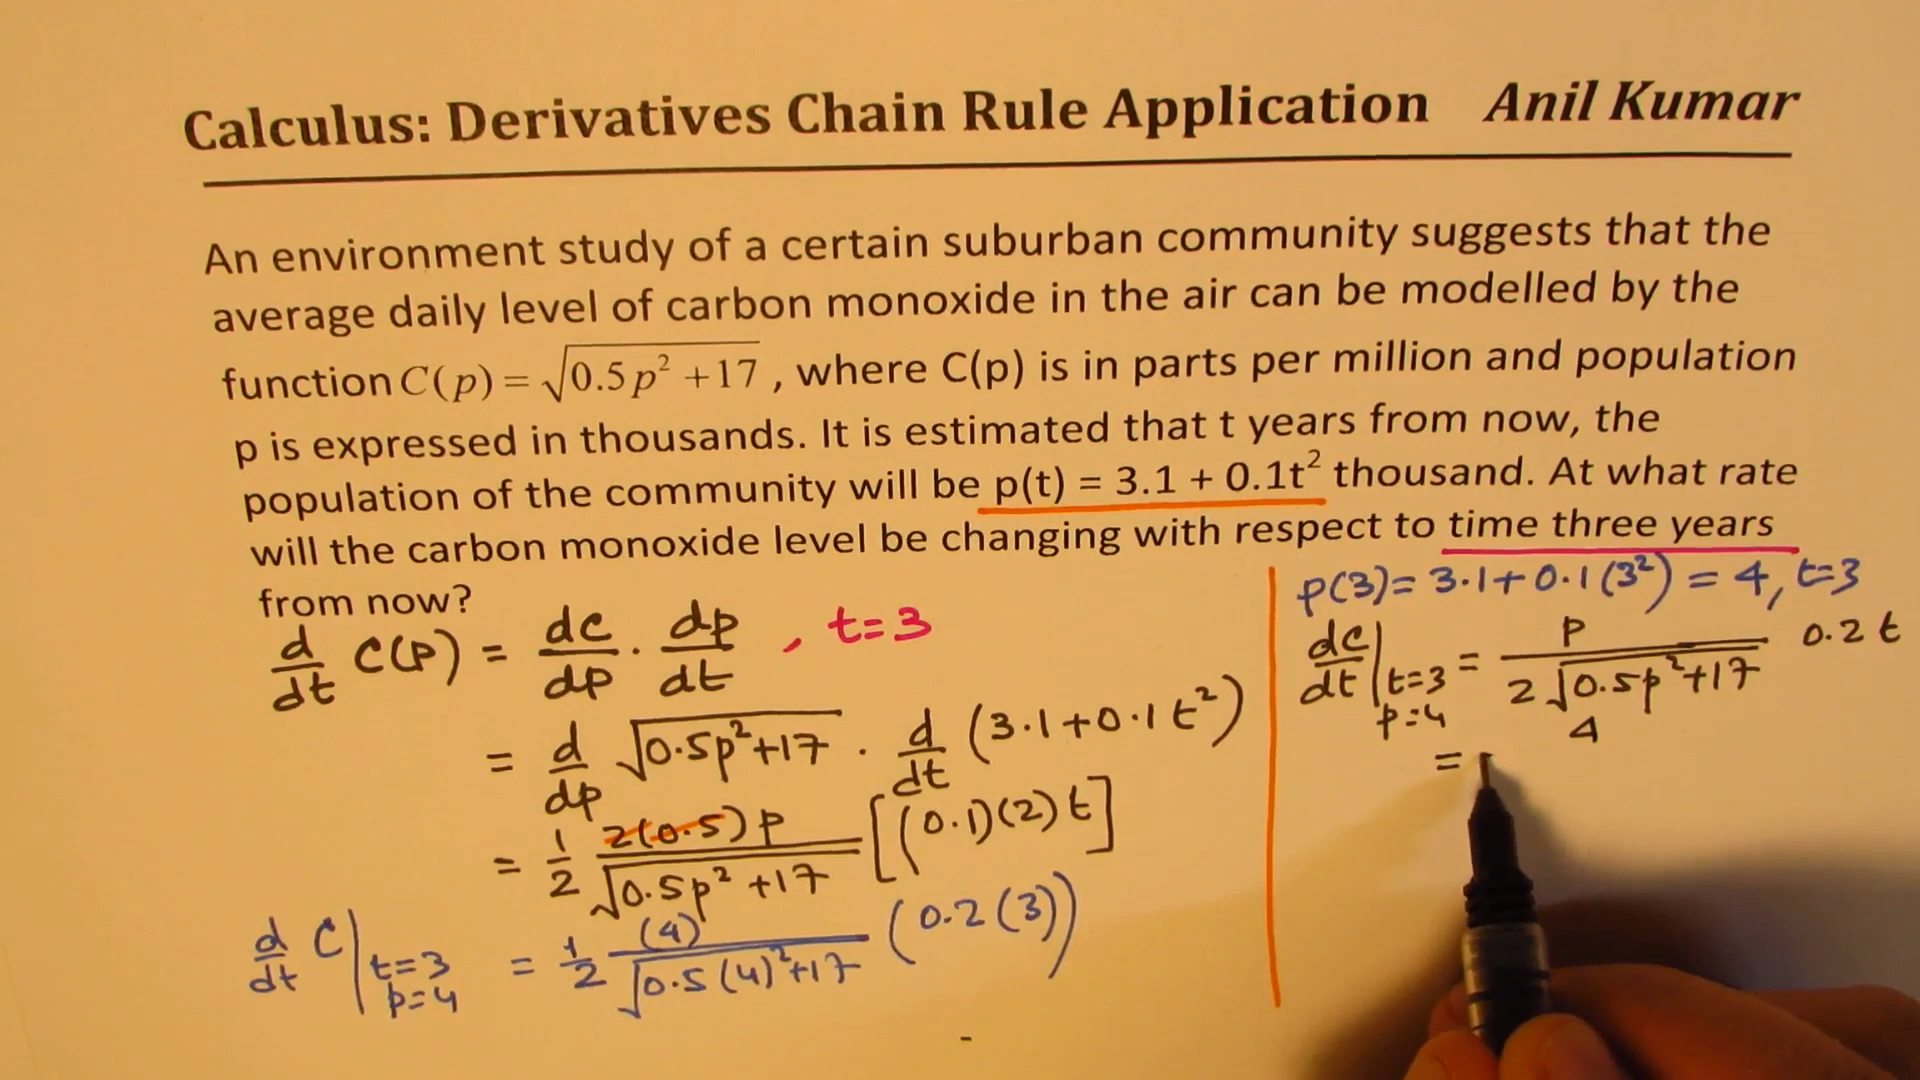 Calculus: Derivatives Chain Rule Application Anil Kumar
An environment study of a certain suburban community suggests that the
average daily level of carbon monoxide in the air can be modelled by the
function C(p) = √(0.5p² + 17), where C(p) is in parts per million and population
p is expressed in thousands. It is estimated that t years from now, the
population of the community will be p(t) = 3.1 + 0.1t² thousand. At what rate
will the carbon monoxide level be changing with respect to time three years
from now?
d/dt C(P) = dc/dp · dp/dt , t=3
= d/dp √(0.5p²+17) · d/dt (3.1+0.1t²)
= 1/2 2(0.5)p/√(0.5p²+17) [(0.1)(2)t]
d/dt C | t=3 p=4 = 1/2 (4)/√(0.5(4)²+17) (0.2(3))
p(3)= 3.1+0.1(3²) = 4, t=3
dc/dt | t=3 p=4 = p/2√(0.5p²+17) 0.2t
4
=